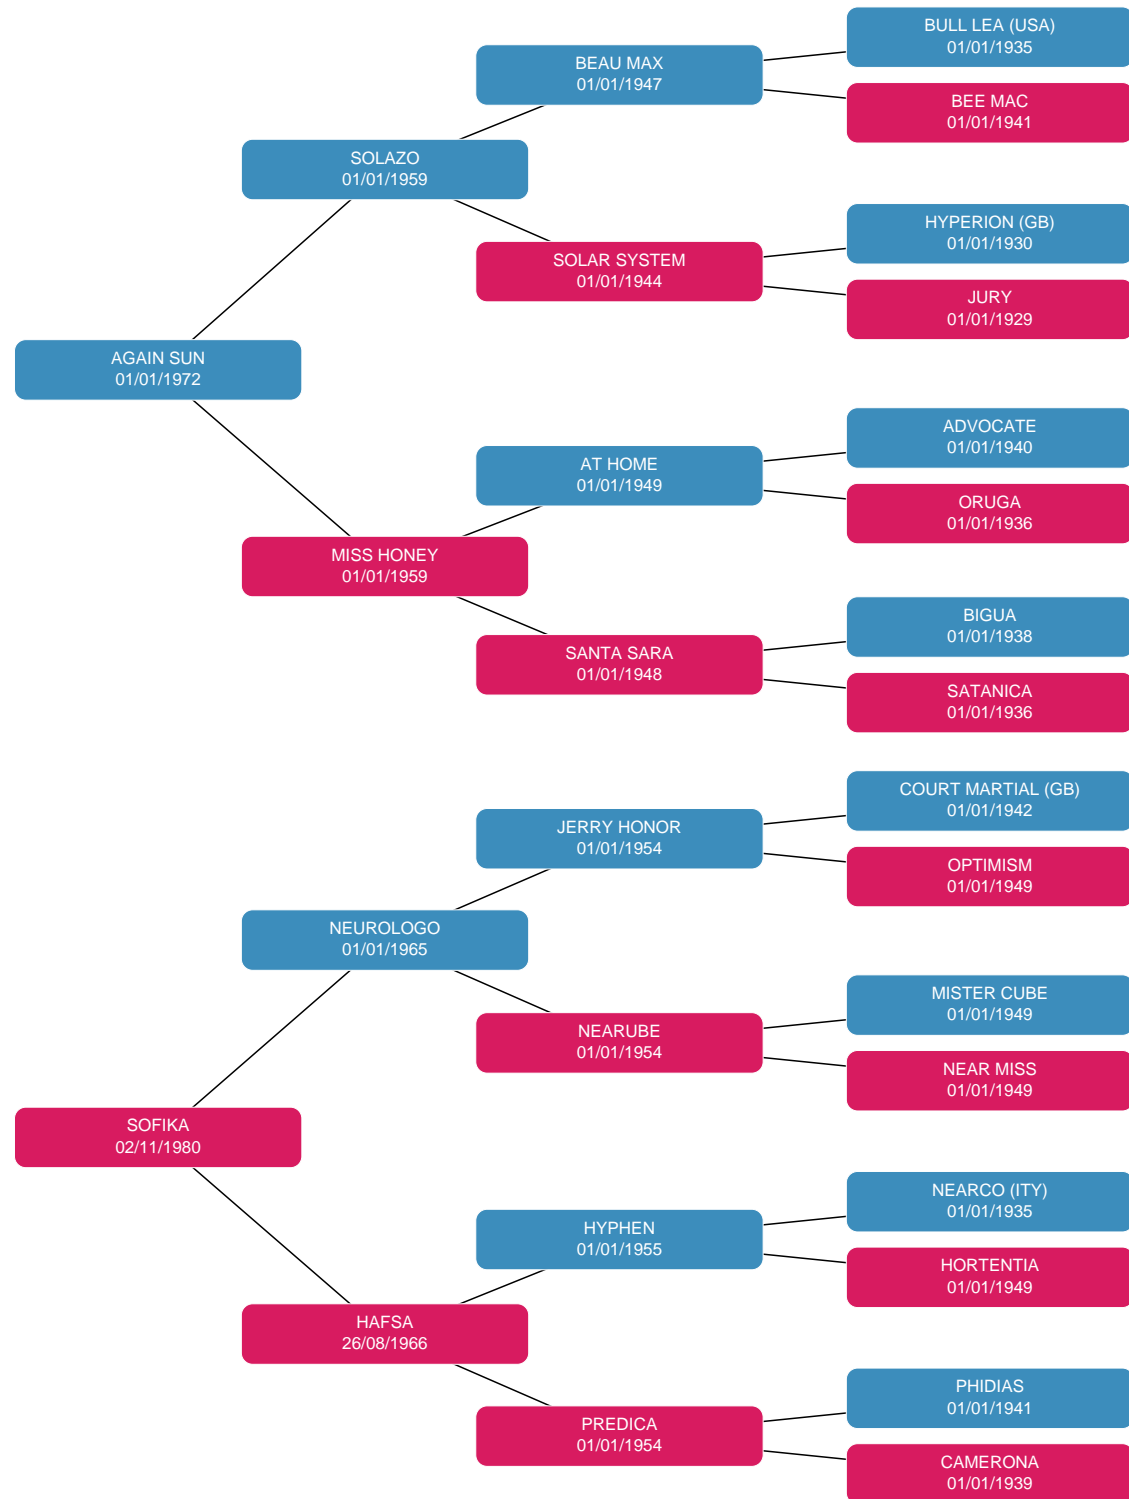 BULL LEA (USA)
01/01/1935
BEAU MAX
01/01/1947
BEE MAC
01/01/1941
SOLAZO
01/01/1959
HYPERION (GB)
01/01/1930
SOLAR SYSTEM
01/01/1944
JURY
01/01/1929
AGAIN SUN
01/01/1972
ADVOCATE
01/01/1940
AT HOME
01/01/1949
ORUGA
01/01/1936
MISS HONEY
01/01/1959
BIGUA
01/01/1938
SANTA SARA
01/01/1948
SATANICA
01/01/1936
COURT MARTIAL (GB)
01/01/1942
JERRY HONOR
01/01/1954
OPTIMISM
01/01/1949
NEUROLOGO
01/01/1965
MISTER CUBE
01/01/1949
NEARUBE
01/01/1954
NEAR MISS
01/01/1949
SOFIKA
02/11/1980
NEARCO (ITY)
01/01/1935
HYPHEN
01/01/1955
HORTENTIA
01/01/1949
HAFSA
26/08/1966
PHIDIAS
01/01/1941
PREDICA
01/01/1954
CAMERONA
01/01/1939